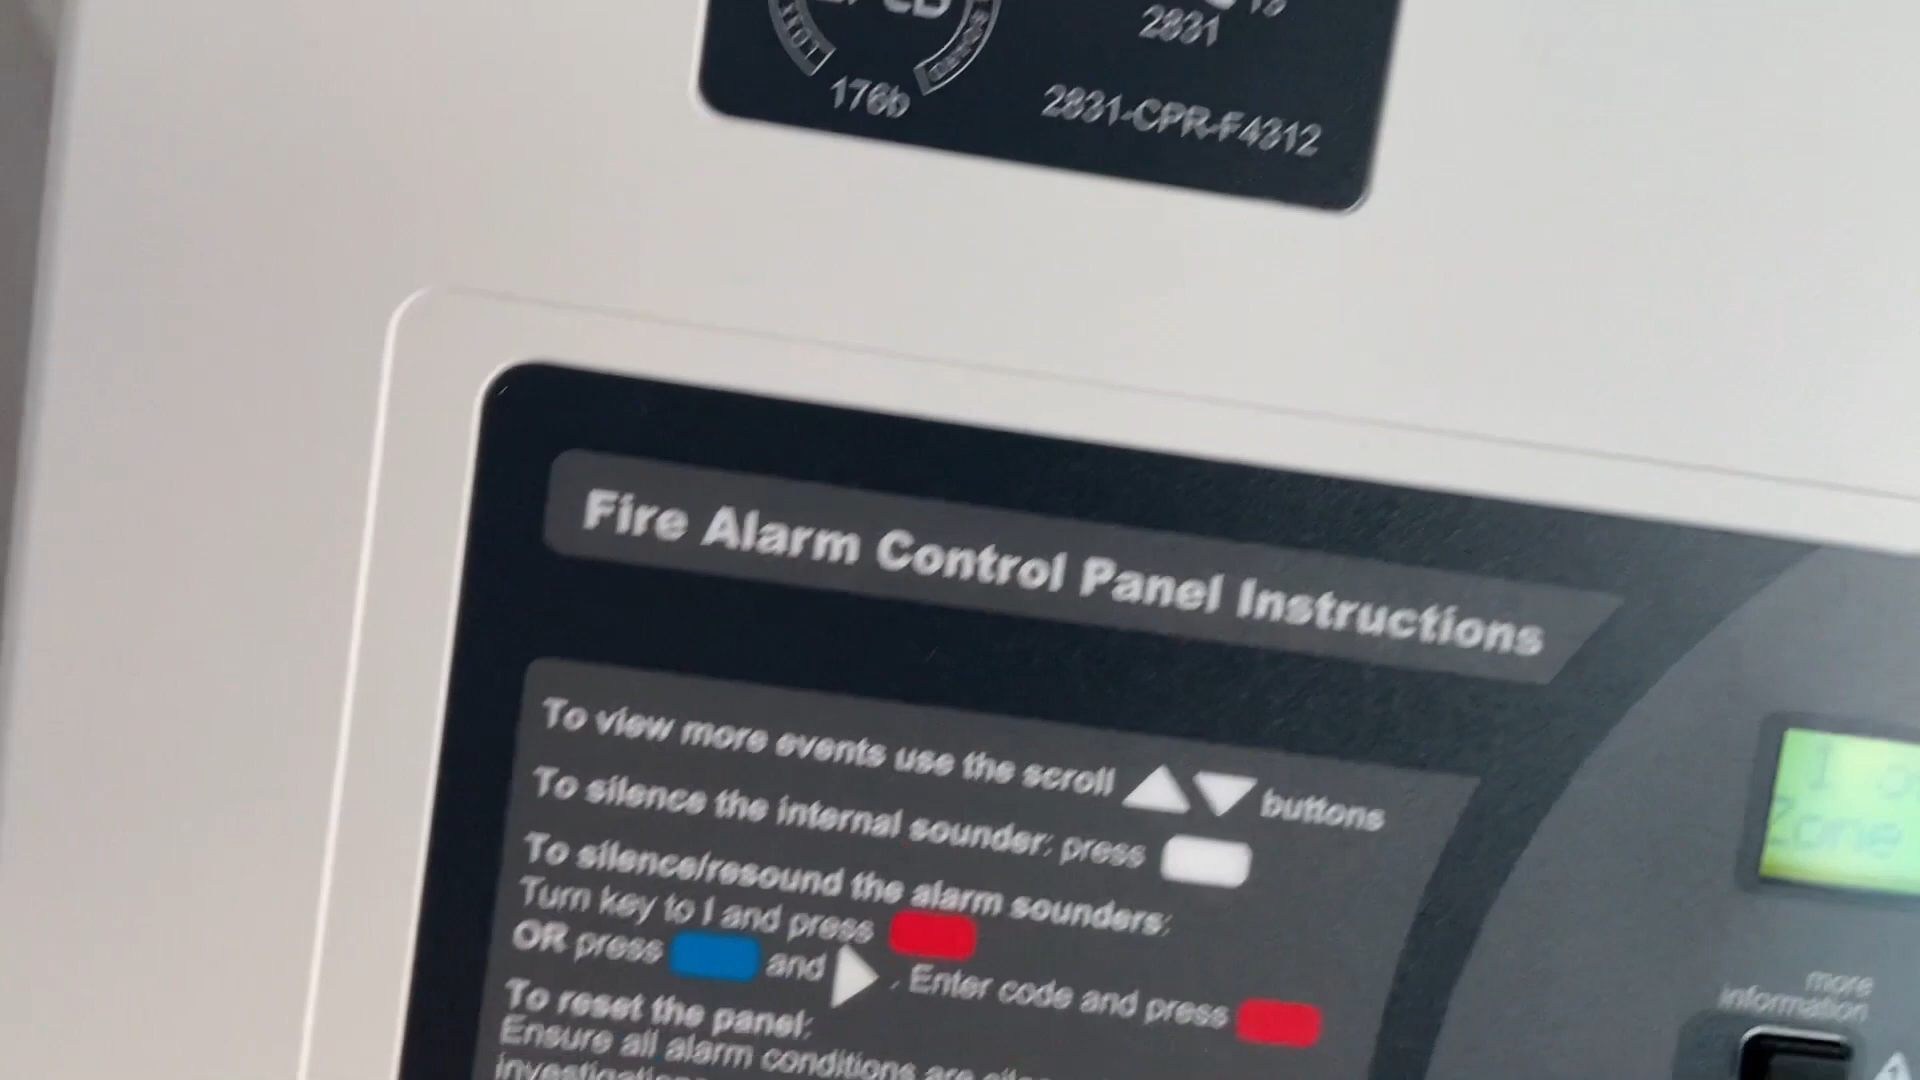 2831
176b
2831-CPR-F4312
Fire Alarm Control Panel Instructions
To view more events use the scroll buttons
To silence the internal sounder: press
To silence/resound the alarm sounders:
Turn key to I and press
OR press and . Enter code and press
To reset the panel:
Ensure all alarm conditions are
Zone
more
information